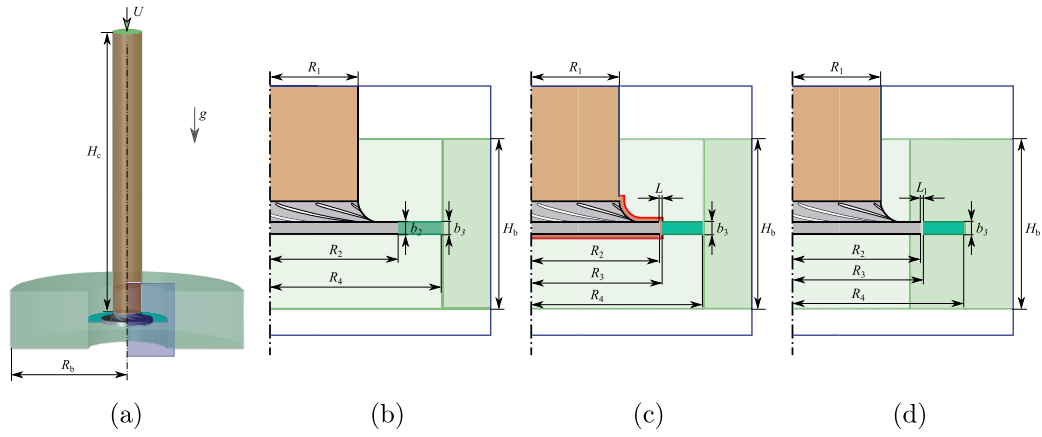 U
g
H_c
R_b
(a)
R_1
b_2
b_3
H_b
R_2
R_4
(b)
R_1
L
b_3
H_b
R_2
R_3
R_4
(c)
R_1
L_1
b_3
H_b
R_2
R_3
R_4
(d)